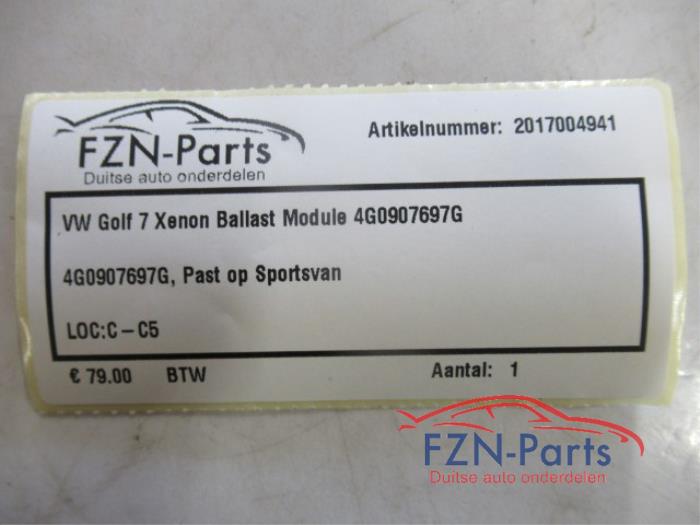 FZN-Parts
Duitse auto onderdelen
Artikelnummer: 2017004941
VW Golf 7 Xenon Ballast Module 4G0907697G
4G0907697G, Past op Sportsvan
LOC:C-C5
€ 79.00 BTW Aantal: 1
FZN-Parts
Duitse auto onderdelen